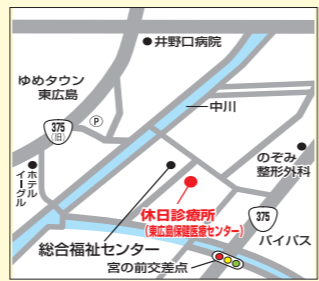 井野口病院
ゆめタウン
東広島
P
中川
375
(旧)
のぞみ
整形外科
ホテル
イーグル
休日診療所
(東広島保健医療センター)
375
総合福祉センター
バイパス
宮の前交差点